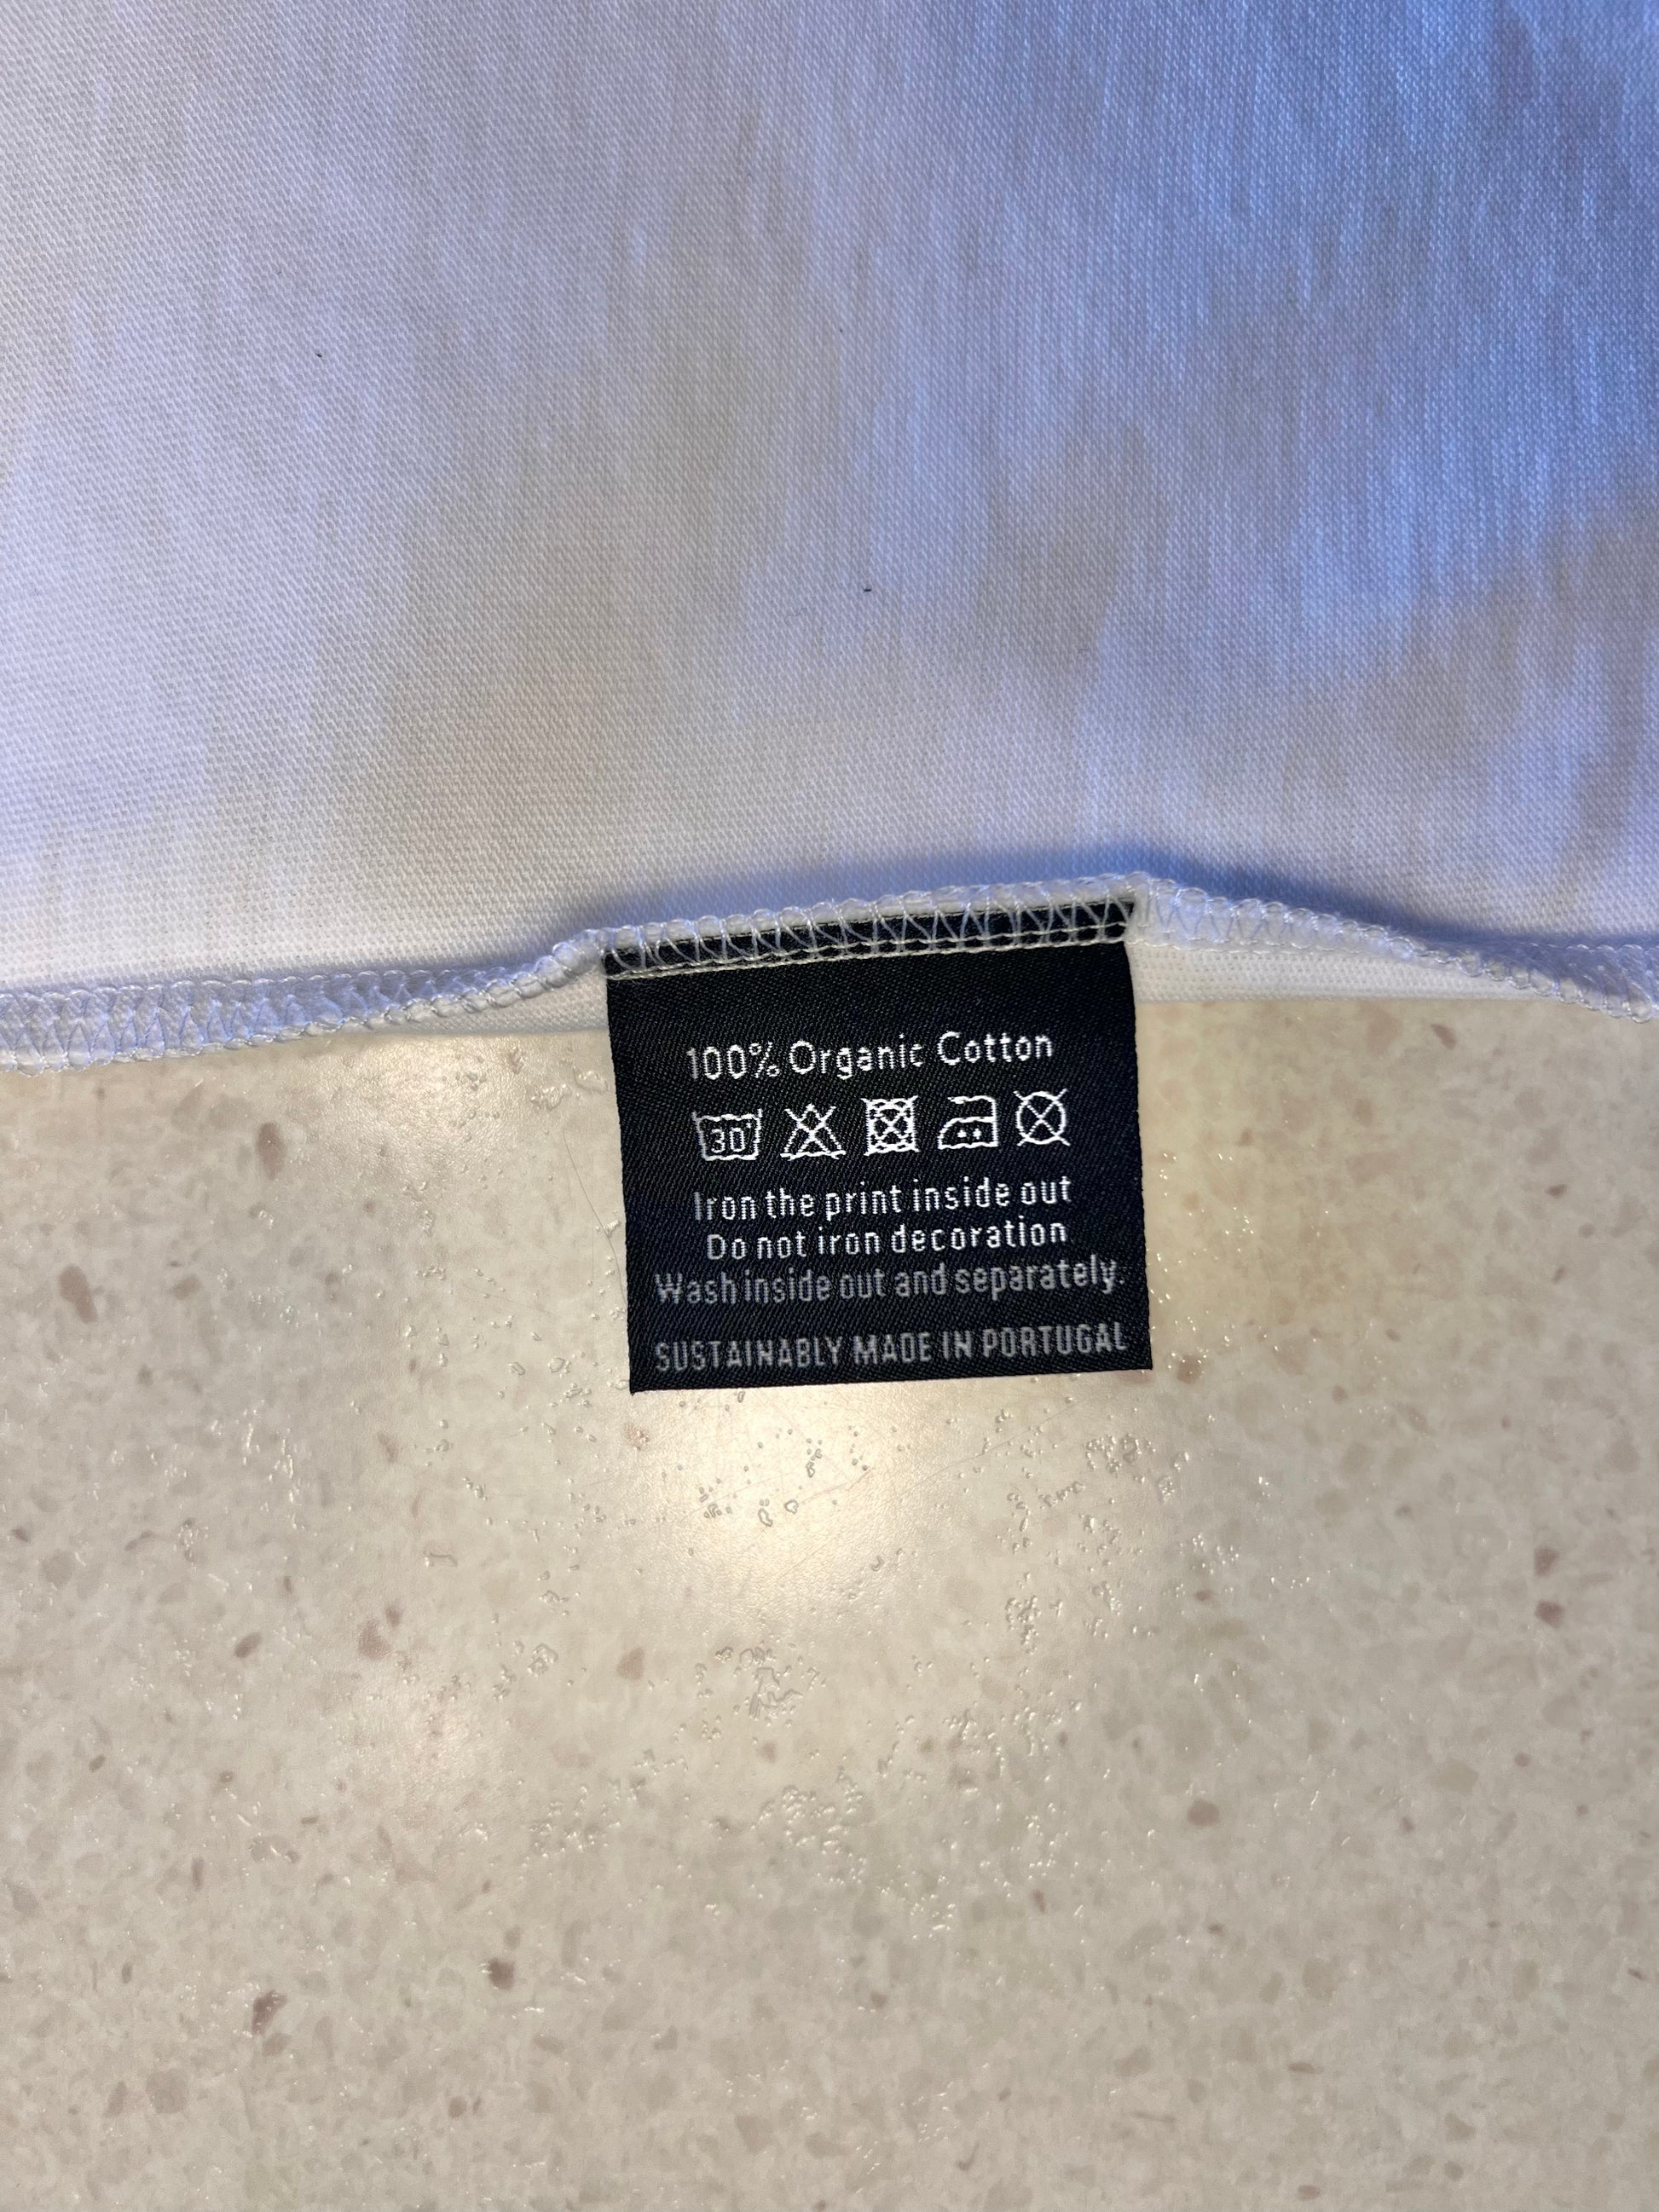 100% Organic Cotton
30
Iron the print inside out
Do not iron decoration
Wash inside out and separately.
SUSTAINABLY MADE IN PORTUGAL